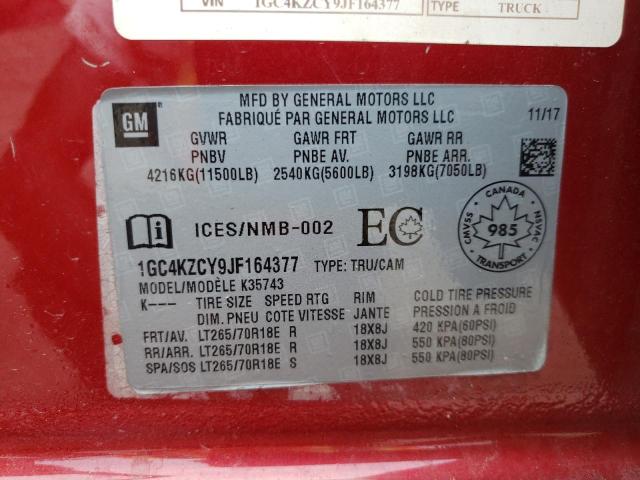 VIN 1GC4KZCY9JF164377 TYPE TRUCK
GM
MFD BY GENERAL MOTORS LLC
FABRIQUÉ PAR GENERAL MOTORS LLC
11/17
GVWR GAWR FRT GAWR RR
PNBV PNBE AV. PNBE ARR.
4216KG(11500LB) 2540KG(5600LB) 3198KG(7050LB)
ICES/NMB-002 EC
CANADA
CMVSS 985 NSVAC
TRANSPORT
1GC4KZCY9JF164377 TYPE: TRU/CAM
MODEL/MODÈLE K35743
K--- TIRE SIZE SPEED RTG RIM COLD TIRE PRESSURE
DIM. PNEU COTE VITESSE JANTE PRESSION A FROID
FRT/AV. LT265/70R18E R 18X8J 420 KPA(60PSI)
RR/ARR. LT265/70R18E R 18X8J 550 KPA(80PSI)
SPA/SOS LT265/70R18E S 18X8J 550 KPA(80PSI)